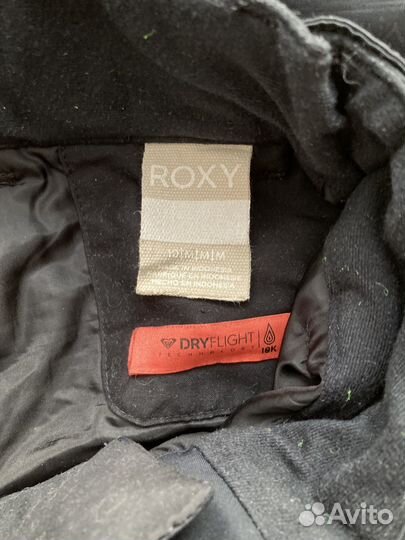 ROXY
10|M|M|M
MADE IN INDONESIA
FABRIQUÉ EN INDONÉSIE
HECHO EN INDONESIA
DRYFLIGHT
TECHNOLOGY
10K
Avito